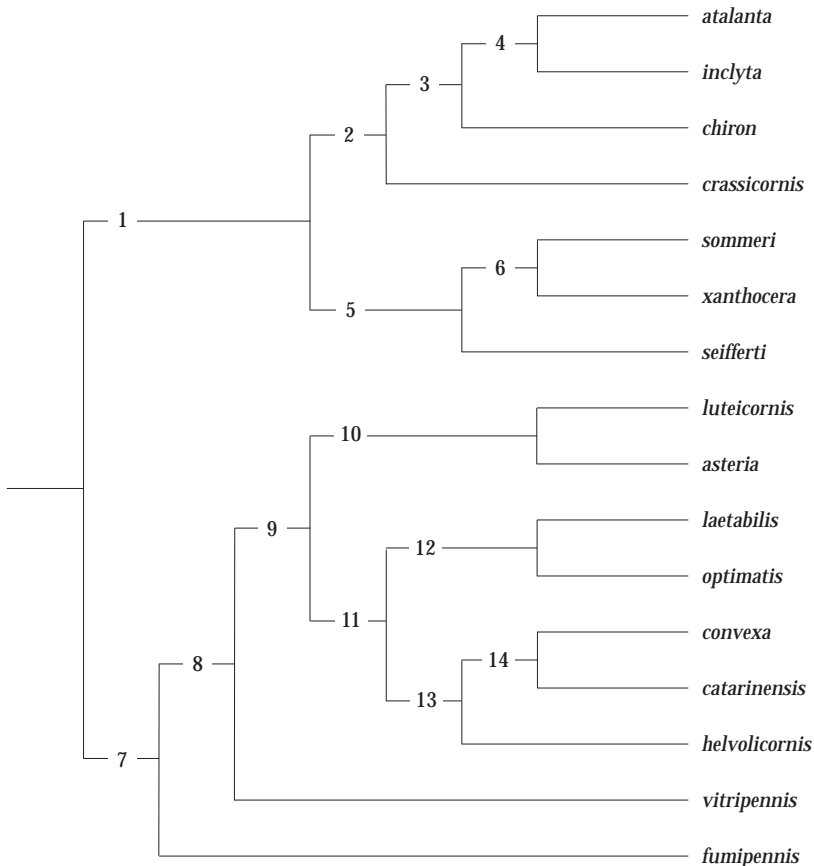 atalanta
4
inclyta
3
chiron
2
crassicornis
1
sommeri
6
xanthocera
5
seifferti
luteicornis
10
asteria
laetabilis
9
12
optimatis
11
convexa
8
14
catarinensis
13
helvolicornis
7
vitripennis
fumipennis